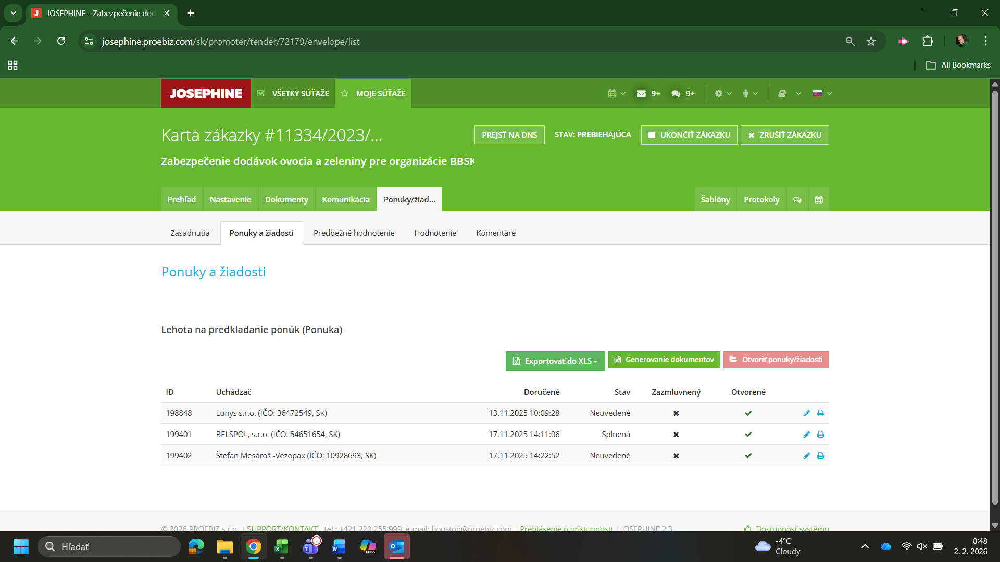 JOSEPHINE - Zabezpečenie dod
josephine.proebiz.com/sk/promoter/tender/72179/envelope/list
All Bookmarks
JOSEPHINE
VŠETKY SÚŤAŽE
MOJE SÚŤAŽE
9+
9+
Karta zákazky #11334/2023/...
PREJSŤ NA DNS
STAV: PREBIEHAJÚCA
UKONČIŤ ZÁKAZKU
ZRUŠIŤ ZÁKAZKU
Zabezpečenie dodávok ovocia a zeleniny pre organizácie BBSK
Prehľad
Nastavenie
Dokumenty
Komunikácia
Ponuky/žiad...
Šablóny
Protokoly
Zasadnutia
Ponuky a žiadosti
Predbežné hodnotenie
Hodnotenie
Komentáre
Ponuky a žiadosti
Lehota na predkladanie ponúk (Ponuka)
Exportovať do XLS
Generovanie dokumentov
Otvoriť ponuky/žiadosti
ID Uchádzač Doručené Stav Zazmluvnený Otvorené
198848 Lunys s.r.o. (IČO: 36472549, SK) 13.11.2025 10:09:28 Neuvedené
199401 BELSPOL, s.r.o. (IČO: 54651654, SK) 17.11.2025 14:11:06 Splnená
199402 Štefan Mesároš -Vezopax (IČO: 10928693, SK) 17.11.2025 14:22:52 Neuvedené
© 2026 PROEBIZ s.r.o. | SUPPORT/KONTAKT - tel.: +421 220 255 999, e-mail: houston@proebiz.com | Prehlásenie o prístupnosti | JOSEPHINE 2.3
Dostupnosť systému
Hľadať
M365
-4°C
Cloudy
8:48
2. 2. 2026